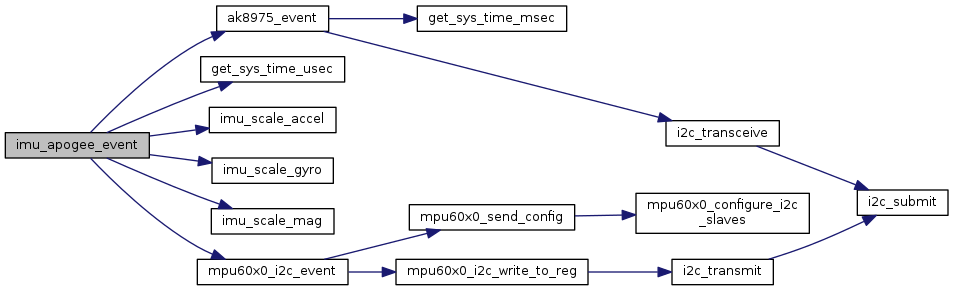 ak8975_event
get_sys_time_msec
get_sys_time_usec
imu_scale_accel
i2c_transceive
imu_apogee_event
imu_scale_gyro
mpu60x0_configure_i2c
_slaves
i2c_submit
imu_scale_mag
mpu60x0_send_config
mpu60x0_i2c_event
mpu60x0_i2c_write_to_reg
i2c_transmit